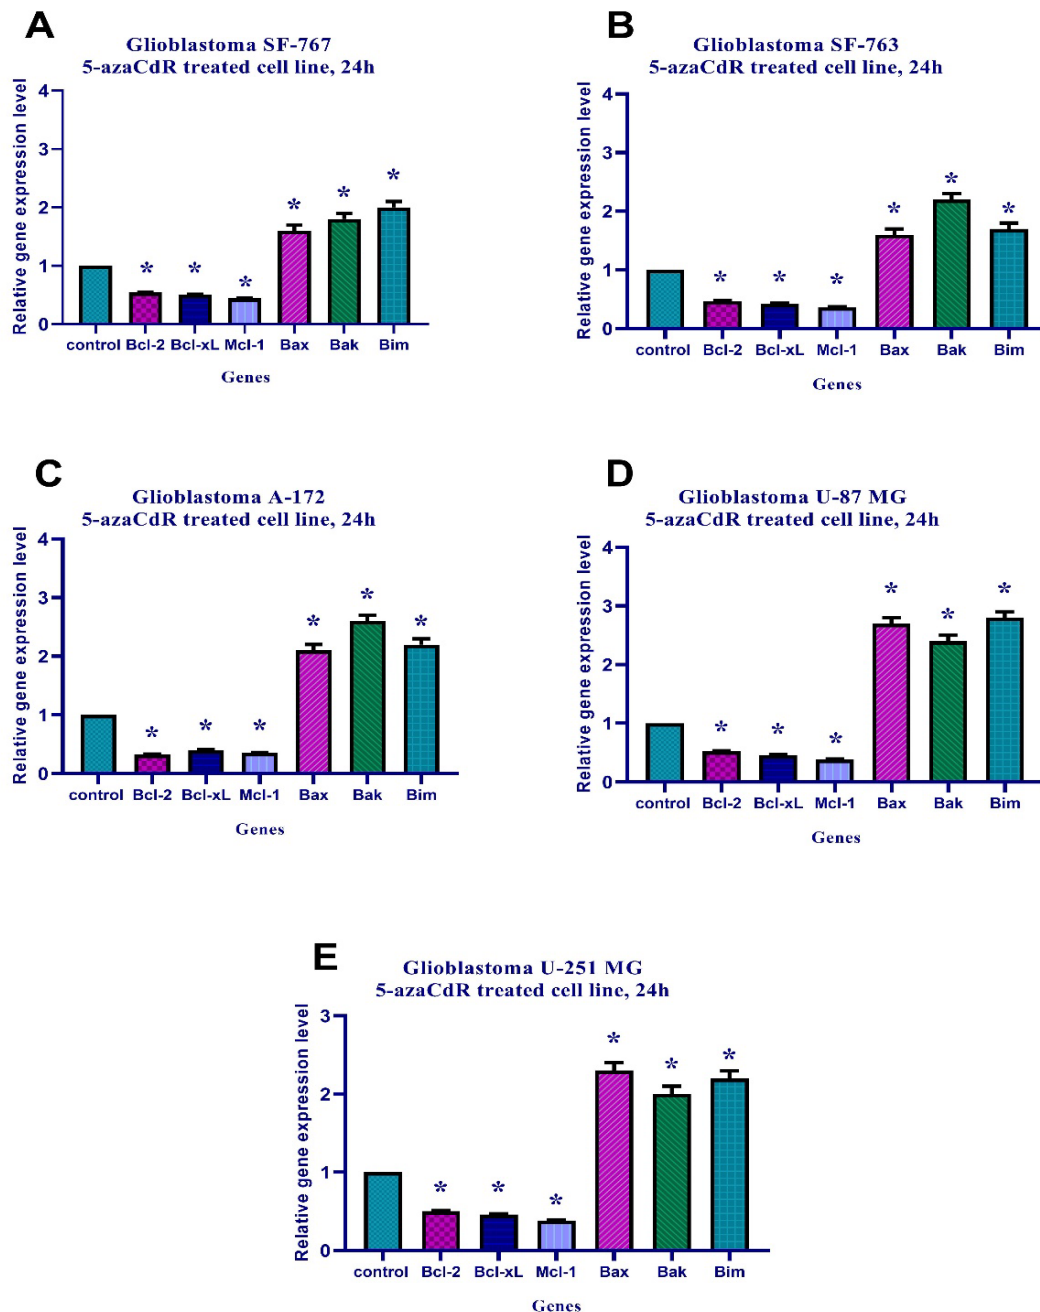 A
Glioblastoma SF-767
5-azaCdR treated cell line, 24h
Relative gene expression level
4
3
2
1
0
* * * * * *
control Bcl-2 Bcl-xL Mcl-1 Bax Bak Bim
Genes
B
Glioblastoma SF-763
5-azaCdR treated cell line, 24h
Relative gene expression level
4
3
2
1
0
* * * * * *
control Bcl-2 Bcl-xL Mcl-1 Bax Bak Bim
Genes
C
Glioblastoma A-172
5-azaCdR treated cell line, 24h
Relative gene expression level
4
3
2
1
0
* * * * * *
control Bcl-2 Bcl-xL Mcl-1 Bax Bak Bim
Genes
D
Glioblastoma U-87 MG
5-azaCdR treated cell line, 24h
Relative gene expression level
4
3
2
1
0
* * * * * *
control Bcl-2 Bcl-xL Mcl-1 Bax Bak Bim
Genes
E
Glioblastoma U-251 MG
5-azaCdR treated cell line, 24h
Relative gene expression level
3
2
1
0
* * * * * *
control Bcl-2 Bcl-xL Mcl-1 Bax Bak Bim
Genes